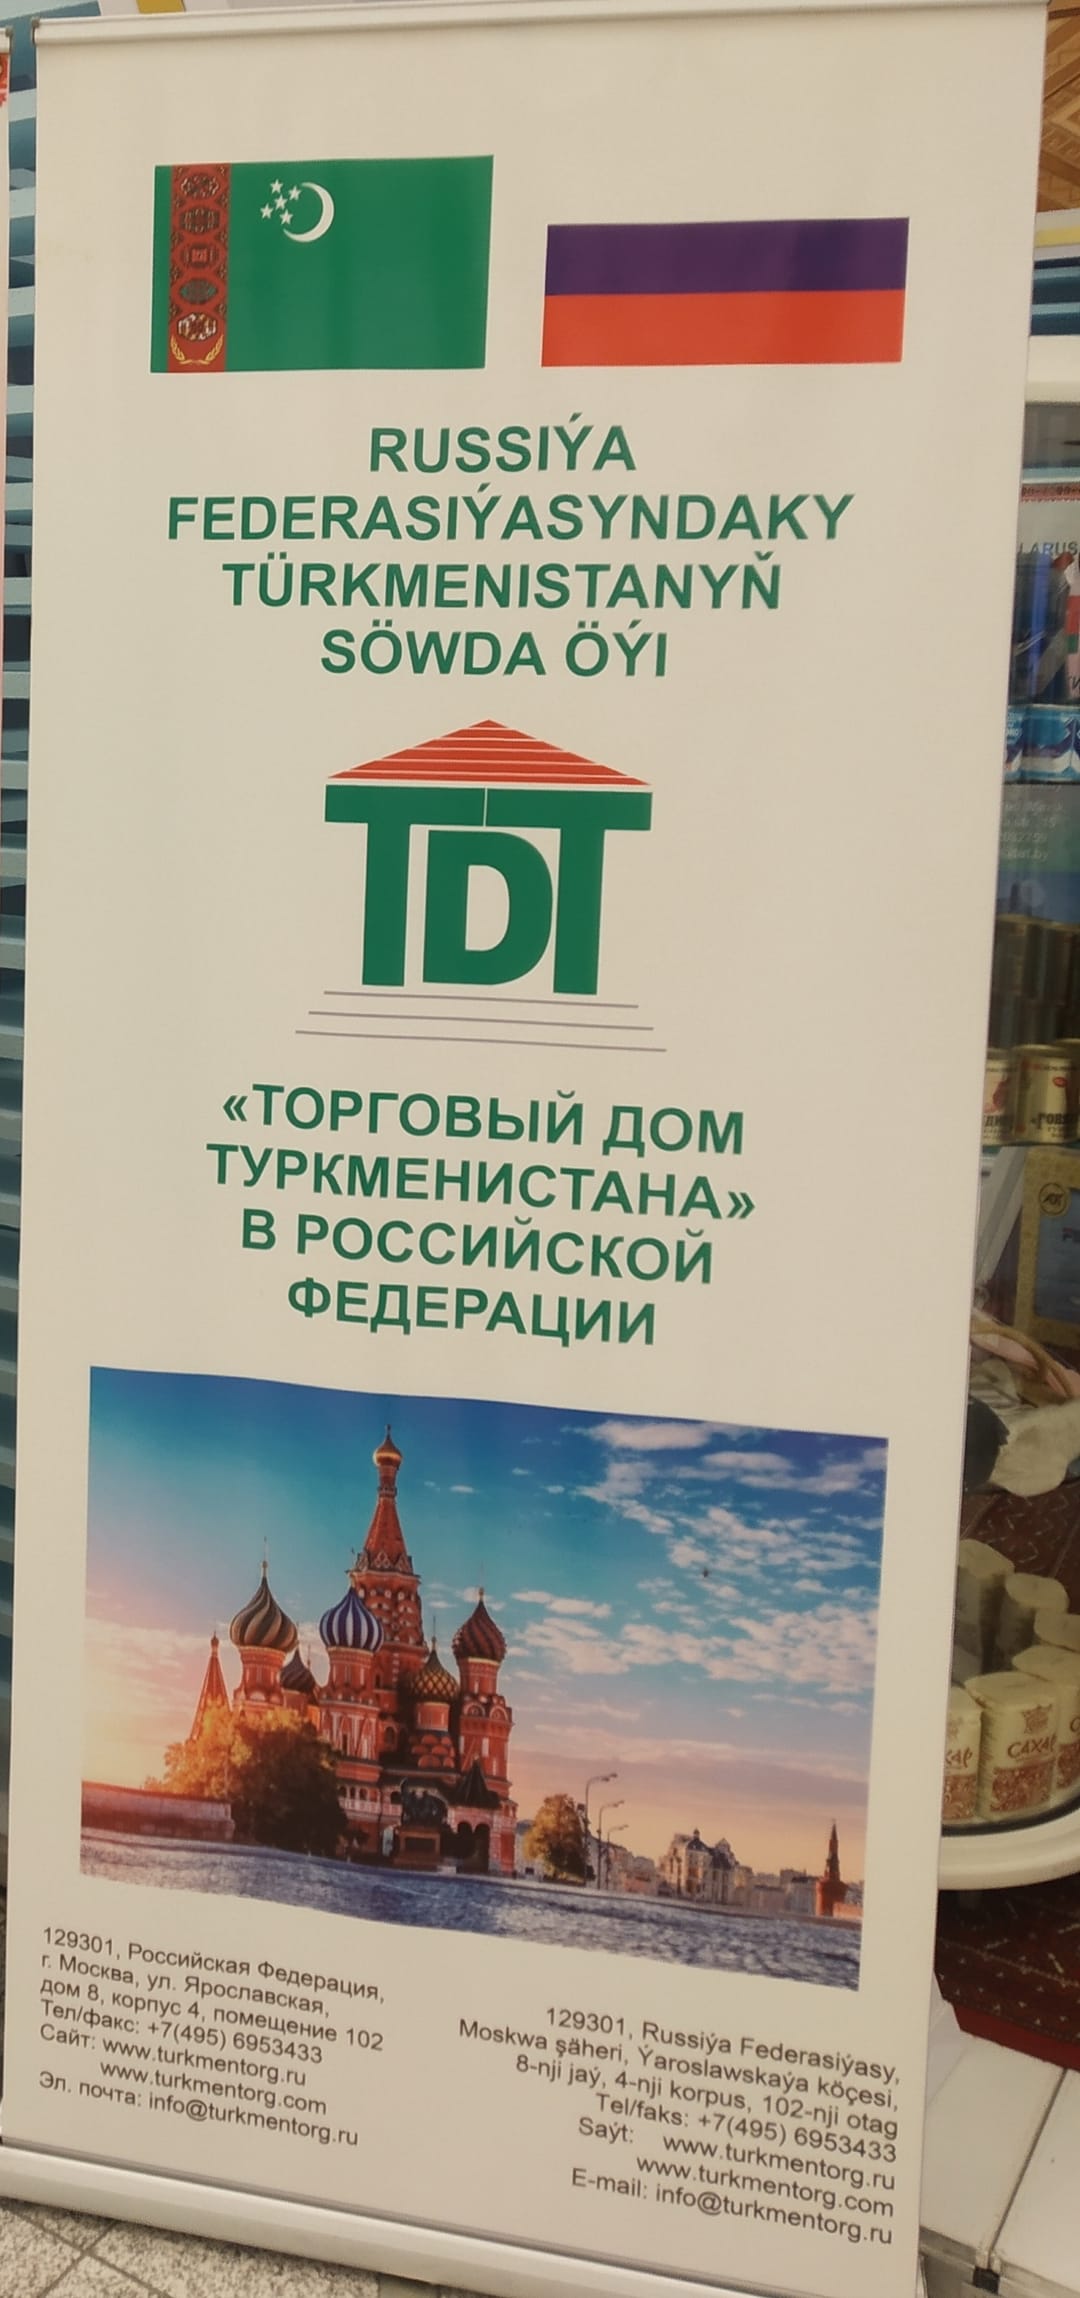 RUSSIÝA
FEDERASIÝASYNDAKY
TÜRKMENISTANYŇ
SÖWDA ÖÝI
TDT
«ТОРГОВЫЙ ДОМ
ТУРКМЕНИСТАНА»
В РОССИЙСКОЙ
ФЕДЕРАЦИИ
129301, Российская Федерация,
г. Москва, ул. Ярославская,
дом 8, корпус 4, помещение 102
Тел/факс: +7(495) 6953433
Сайт: www.turkmentorg.ru
www.turkmentorg.com
Эл. почта: info@turkmentorg.ru
129301, Russiýa Federasiýasy,
Moskwa şäheri, Ýaroslawskaýa köçesi,
8-nji jaý, 4-nji korpus, 102-nji otag
Tel/faks: +7(495) 6953433
Saýt: www.turkmentorg.ru
www.turkmentorg.com
E-mail: info@turkmentorg.ru
САХАР